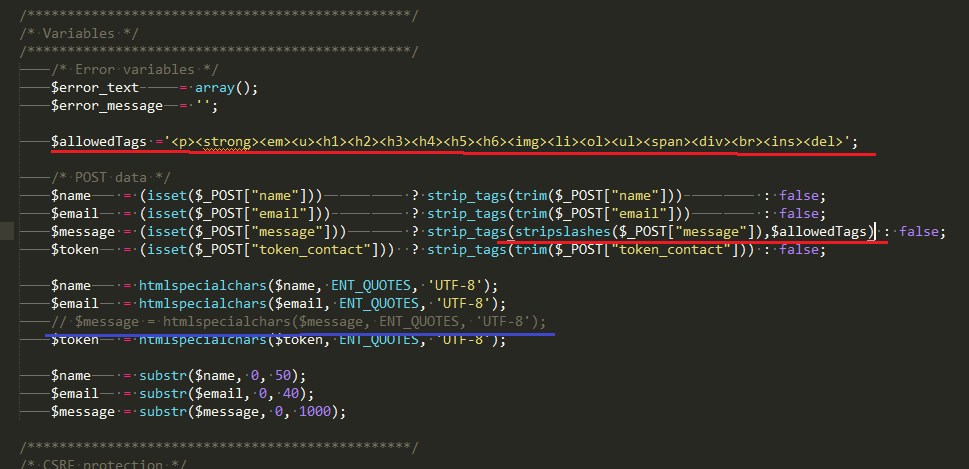 /************************************************/
/* Variables */
/************************************************/
/* Error variables */
$error_text = array();
$error_message = '';
$allowedTags ='<p><strong><em><u><h1><h2><h3><h4><h5><h6><img><li><ol><ul><span><div><br><ins><del>';
/* POST data */
$name = (isset($_POST["name"])) ? strip_tags(trim($_POST["name"])) : false;
$email = (isset($_POST["email"])) ? strip_tags(trim($_POST["email"])) : false;
$message = (isset($_POST["message"])) ? strip_tags(stripslashes($_POST["message"]),$allowedTags) : false;
$token = (isset($_POST["token_contact"])) ? strip_tags(trim($_POST["token_contact"])) : false;
$name = htmlspecialchars($name, ENT_QUOTES, 'UTF-8');
$email = htmlspecialchars($email, ENT_QUOTES, 'UTF-8');
// $message = htmlspecialchars($message, ENT_QUOTES, 'UTF-8');
$token = htmlspecialchars($token, ENT_QUOTES, 'UTF-8');
$name = substr($name, 0, 50);
$email = substr($email, 0, 40);
$message = substr($message, 0, 1000);
/************************************************/
/* CSRF protection */